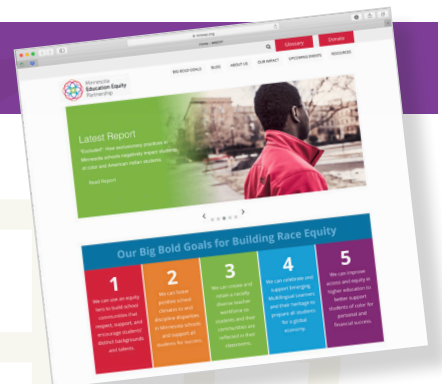 mneep.org
Home Search
Glossary
Donate
Minnesota
Education Equity
Partnership
BIG BOLD GOALS BLOG ABOUT US OUR IMPACT UPCOMING EVENTS RESOURCES
Latest Report
"Excluded": How exclusionary practices in
Minnesota schools negatively impact students
of color and American Indian students.
Read Report
Our Big Bold Goals for Building Race Equity
1
We can use an equity
lens to build school
communities that
respect, support, and
encourage students'
distinct backgrounds
and talents.
2
We can foster
positive school
climates to end
discipline disparities
in Minnesota schools
and support all
students for success.
3
We can create and
retain a racially
diverse teacher
workforce so
students and their
communities are
reflected in their
classrooms.
4
We can celebrate and
support Emerging
Multilingual Learners
and their heritage to
prepare all students
for a global
economy.
5
We can improve
access and equity in
higher education to
better support
students of color for
personal and
financial success.